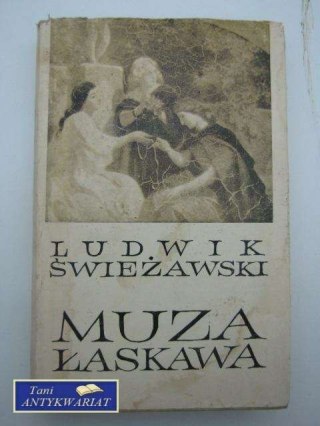 LUDWIK
ŚWIEŻAWSKI
MUZA
ŁASKAWA
Tani
ANTYKWARIAT